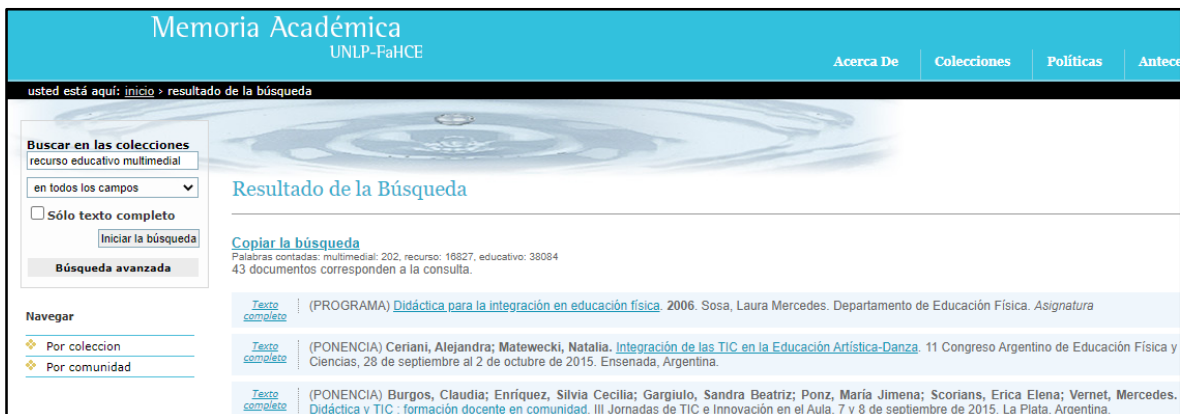 Memoria Académica
UNLP-FaHCE
Acerca De
Colecciones
Políticas
usted está aquí: inicio › resultado de la búsqueda
Buscar en las colecciones
recurso educativo multimedial
en todos los campos
Sólo texto completo
Iniciar la búsqueda
Búsqueda avanzada
Navegar
Por coleccion
Por comunidad
Resultado de la Búsqueda
Copiar la búsqueda
Palabras contadas: multimedial: 202, recurso: 16827, educativo: 38084
43 documentos corresponden a la consulta.
Texto completo
(PROGRAMA) Didáctica para la integración en educación física. 2006. Sosa, Laura Mercedes. Departamento de Educación Física. Asignatura
Texto completo
(PONENCIA) Ceriani, Alejandra; Matewecki, Natalia. Integración de las TIC en la Educación Artística-Danza. 11 Congreso Argentino de Educación Física y
Ciencias, 28 de septiembre al 2 de octubre de 2015. Ensenada, Argentina.
Texto completo
(PONENCIA) Burgos, Claudia; Enríquez, Silvia Cecilia; Gargiulo, Sandra Beatriz; Ponz, María Jimena; Scorians, Erica Elena; Vernet, Mercedes.
Didáctica y TIC : formación docente en comunidad. III Jornadas de TIC e Innovación en el Aula, 7 y 8 de septiembre de 2015. La Plata, Argentina.